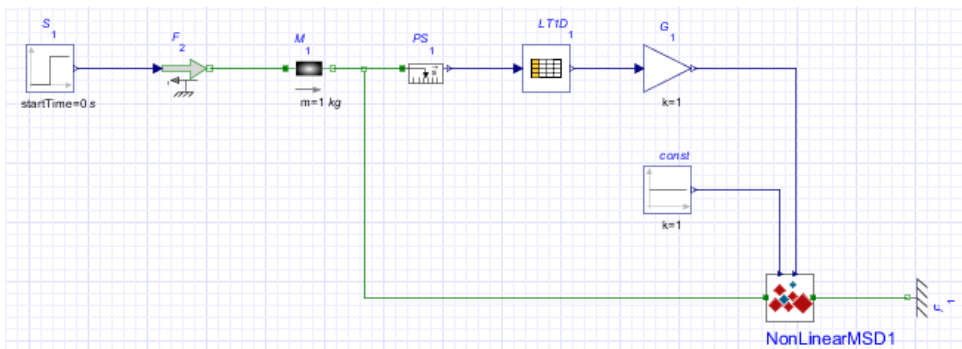 S
1
F
2
M
1
PS
1
LT1D
1
G
1
startTime=0 s
m=1 kg
k=1
const
k=1
F.
1
NonLinearMSD1